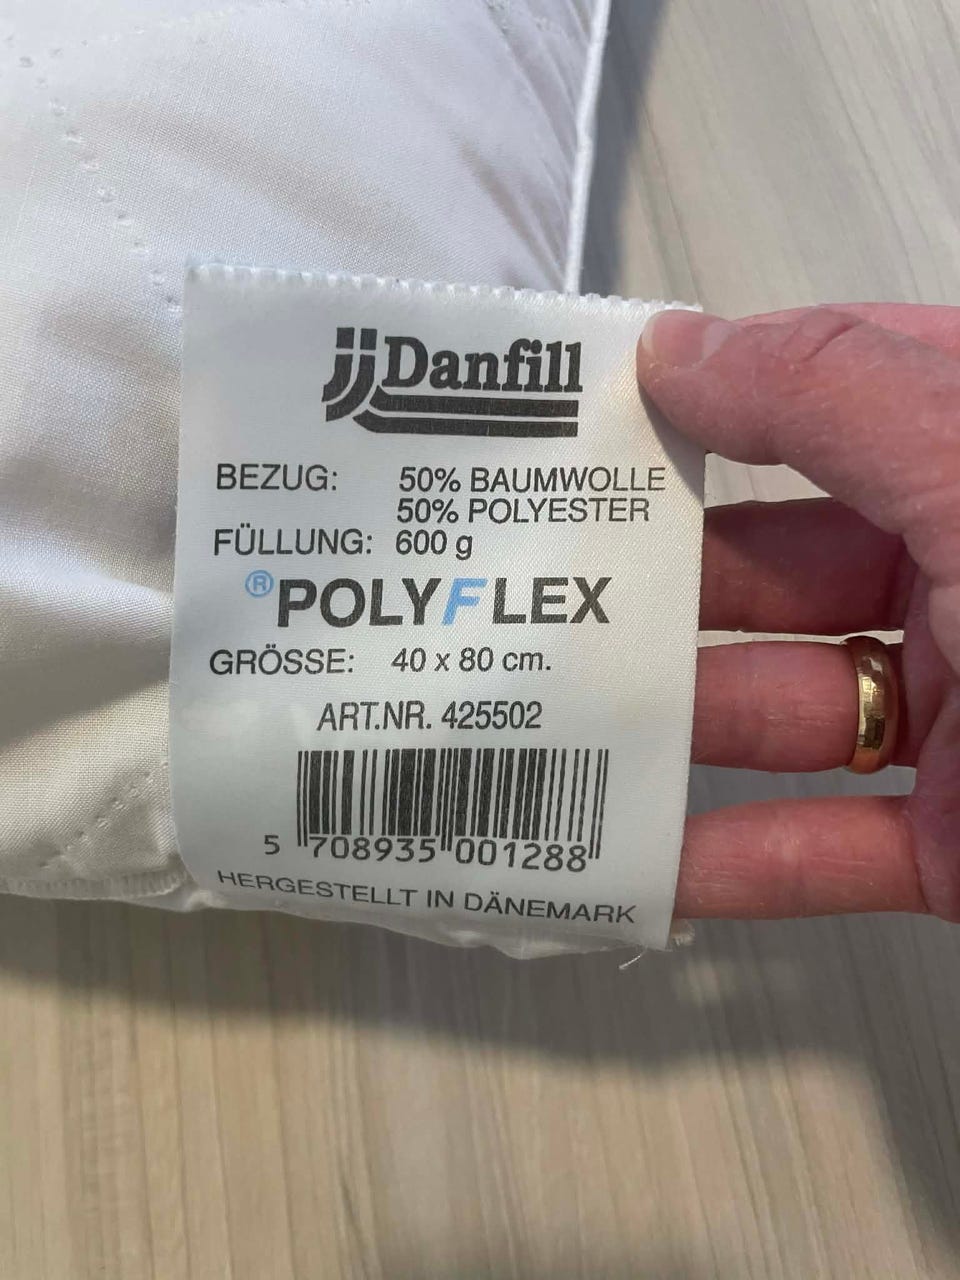 jj Danfill
BEZUG: 50% BAUMWOLLE
50% POLYESTER
FÜLLUNG: 600 g
® POLYFLEX
GRÖSSE: 40 x 80 cm.
ART.NR. 425502
5 708935 001288
HERGESTELLT IN DÄNEMARK